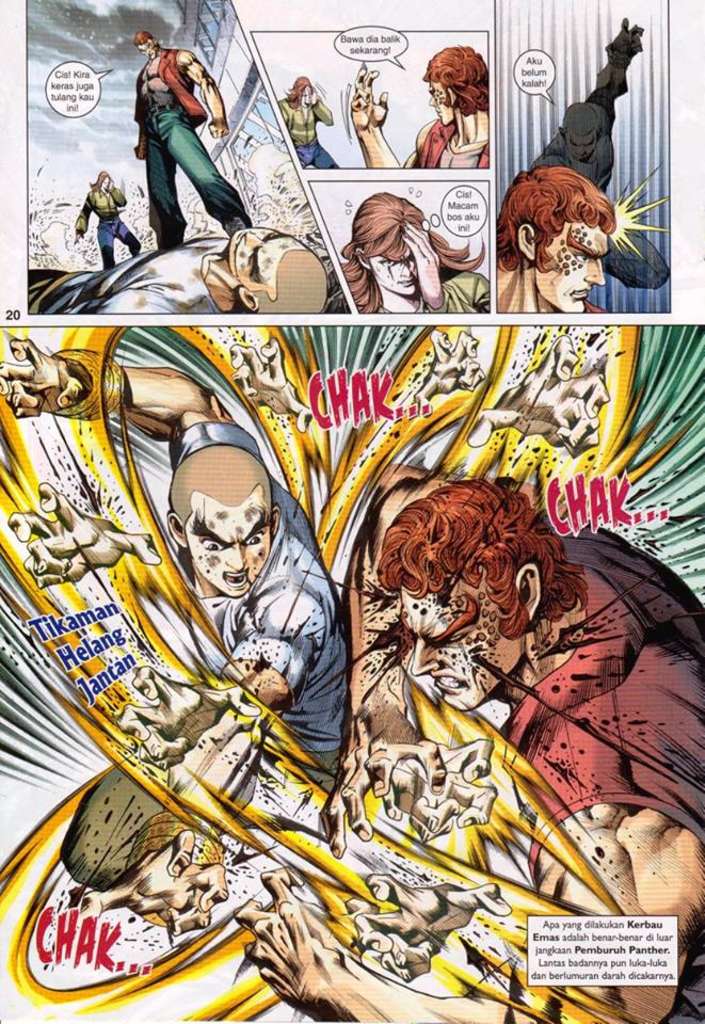 Cis! Kira
keras juga
tulang kau
ini!
Bawa dia balik
sekarang!
Cis!
Macam
bos aku
ini!
Aku
belum
kalah!
20
CHAK...
CHAK...
Tikaman
Helang
Jantan
CHAK...
Apa yang dilakukan Kerbau
Emas adalah benar-benar di luar
jangkaan Pemburuh Panther.
Lantas badannya pun luka-luka
dan berlumuran darah dicakarnya.